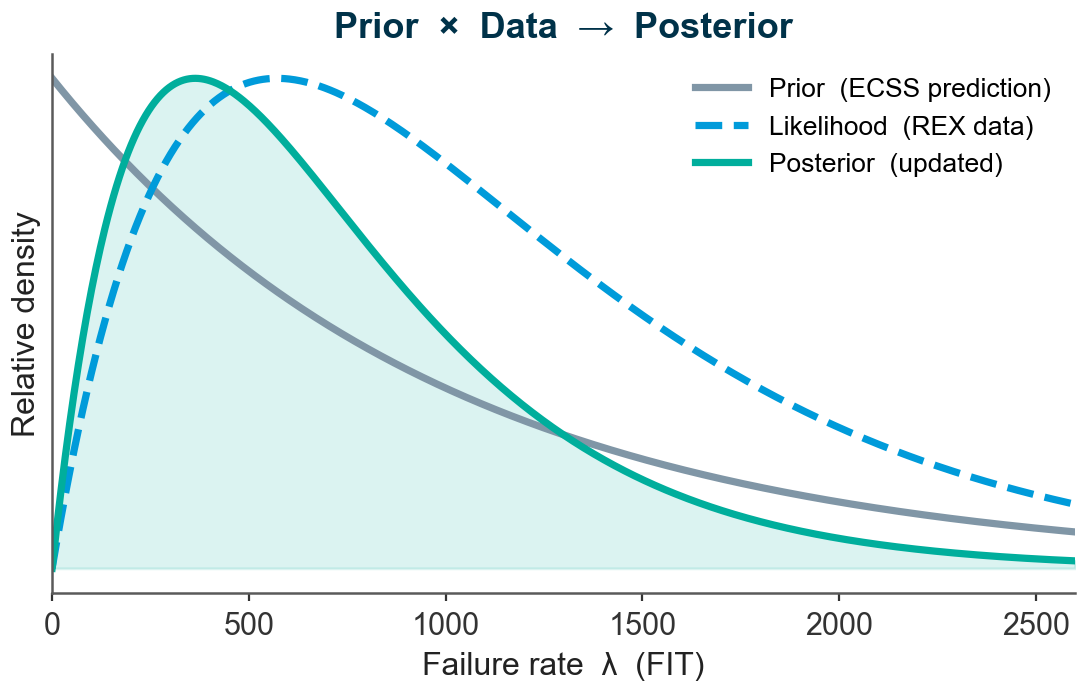 Prior × Data → Posterior
Prior (ECSS prediction)
Likelihood (REX data)
Posterior (updated)
Relative density
0 500 1000 1500 2000 2500
Failure rate λ (FIT)